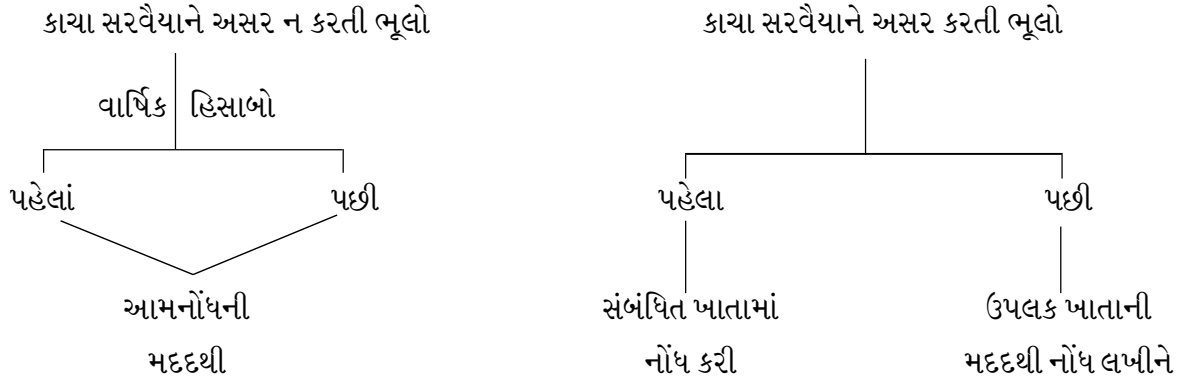 કાચા સરવૈયાને અસર ન કરતી ભૂલો
વાર્ષિક હિસાબો
પહેલાં પછી
આમનોંધની
મદદથી
કાચા સરવૈયાને અસર કરતી ભૂલો
પહેલા પછી
સંબંધિત ખાતામાં
નોંધ કરી
ઉપલક ખાતાની
મદદથી નોંધ લખીને